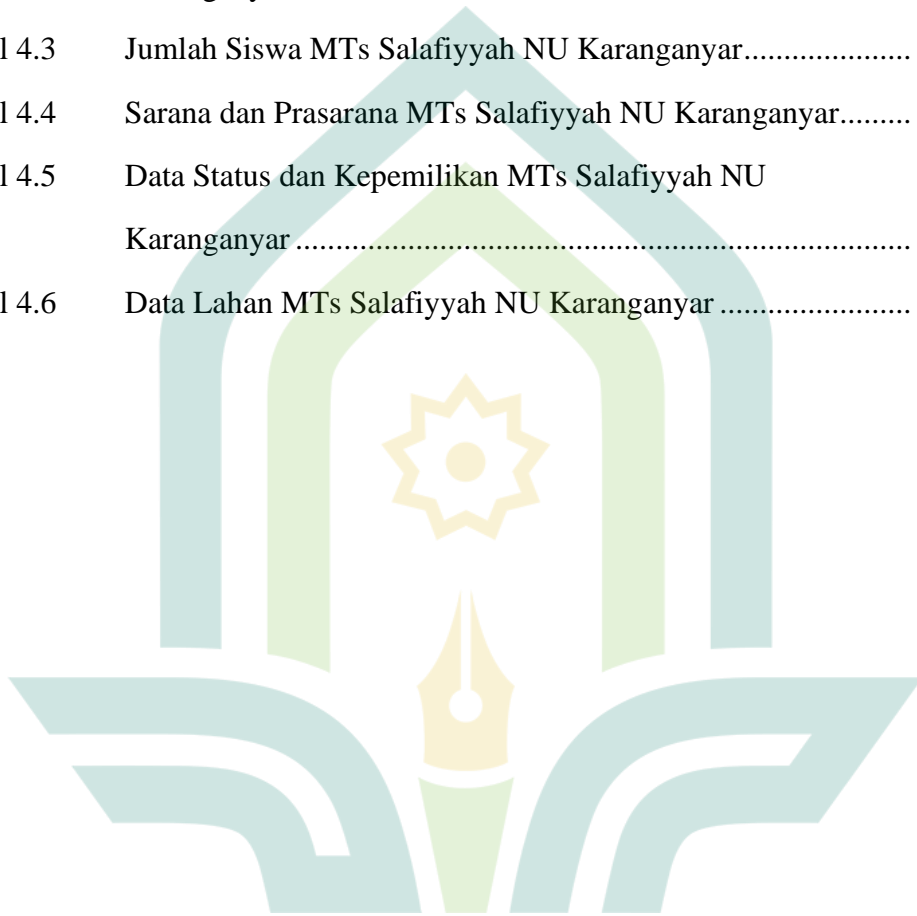 l 4.3 Jumlah Siswa MTs Salafiyyah NU Karanganyar....................
l 4.4 Sarana dan Prasarana MTs Salafiyyah NU Karanganyar.........
l 4.5 Data Status dan Kepemilikan MTs Salafiyyah NU
Karanganyar ..........................................................................
l 4.6 Data Lahan MTs Salafiyyah NU Karanganyar .......................